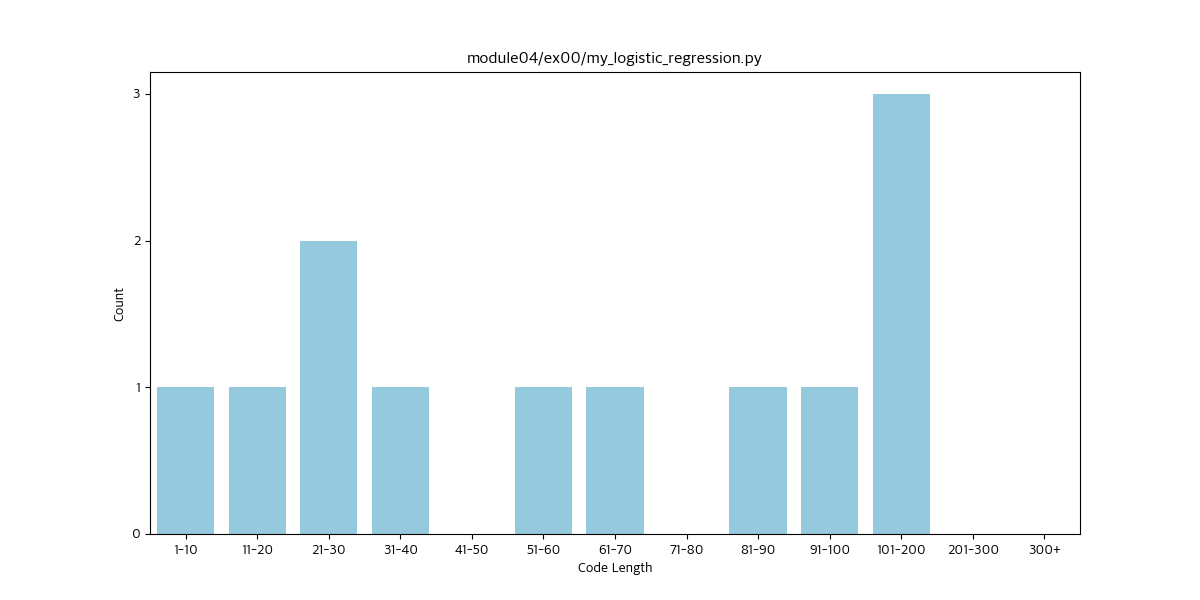 module04/ex00/my_logistic_regression.py
3
2
1
0
Count
1-10 11-20 21-30 31-40 41-50 51-60 61-70 71-80 81-90 91-100 101-200 201-300 300+
Code Length